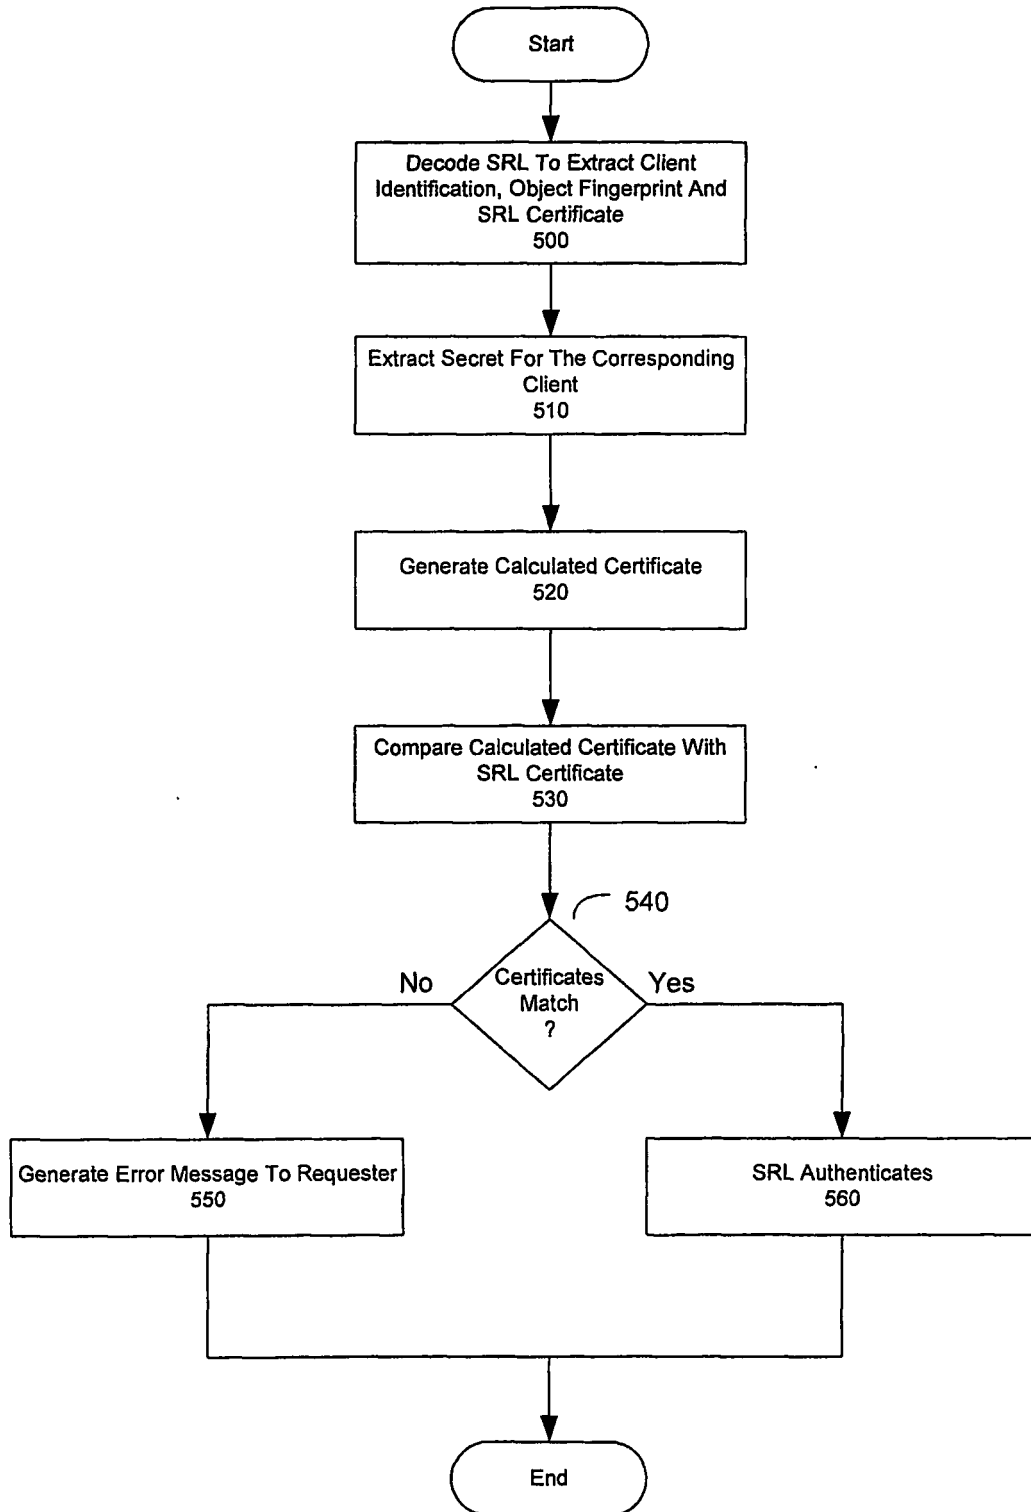 Start
Decode SRL To Extract Client
Identification, Object Fingerprint And
SRL Certificate
500
Extract Secret For The Corresponding
Client
510
Generate Calculated Certificate
520
Compare Calculated Certificate With
SRL Certificate
530
540
Certificates
Match
?
No
Yes
Generate Error Message To Requester
550
SRL Authenticates
560
End